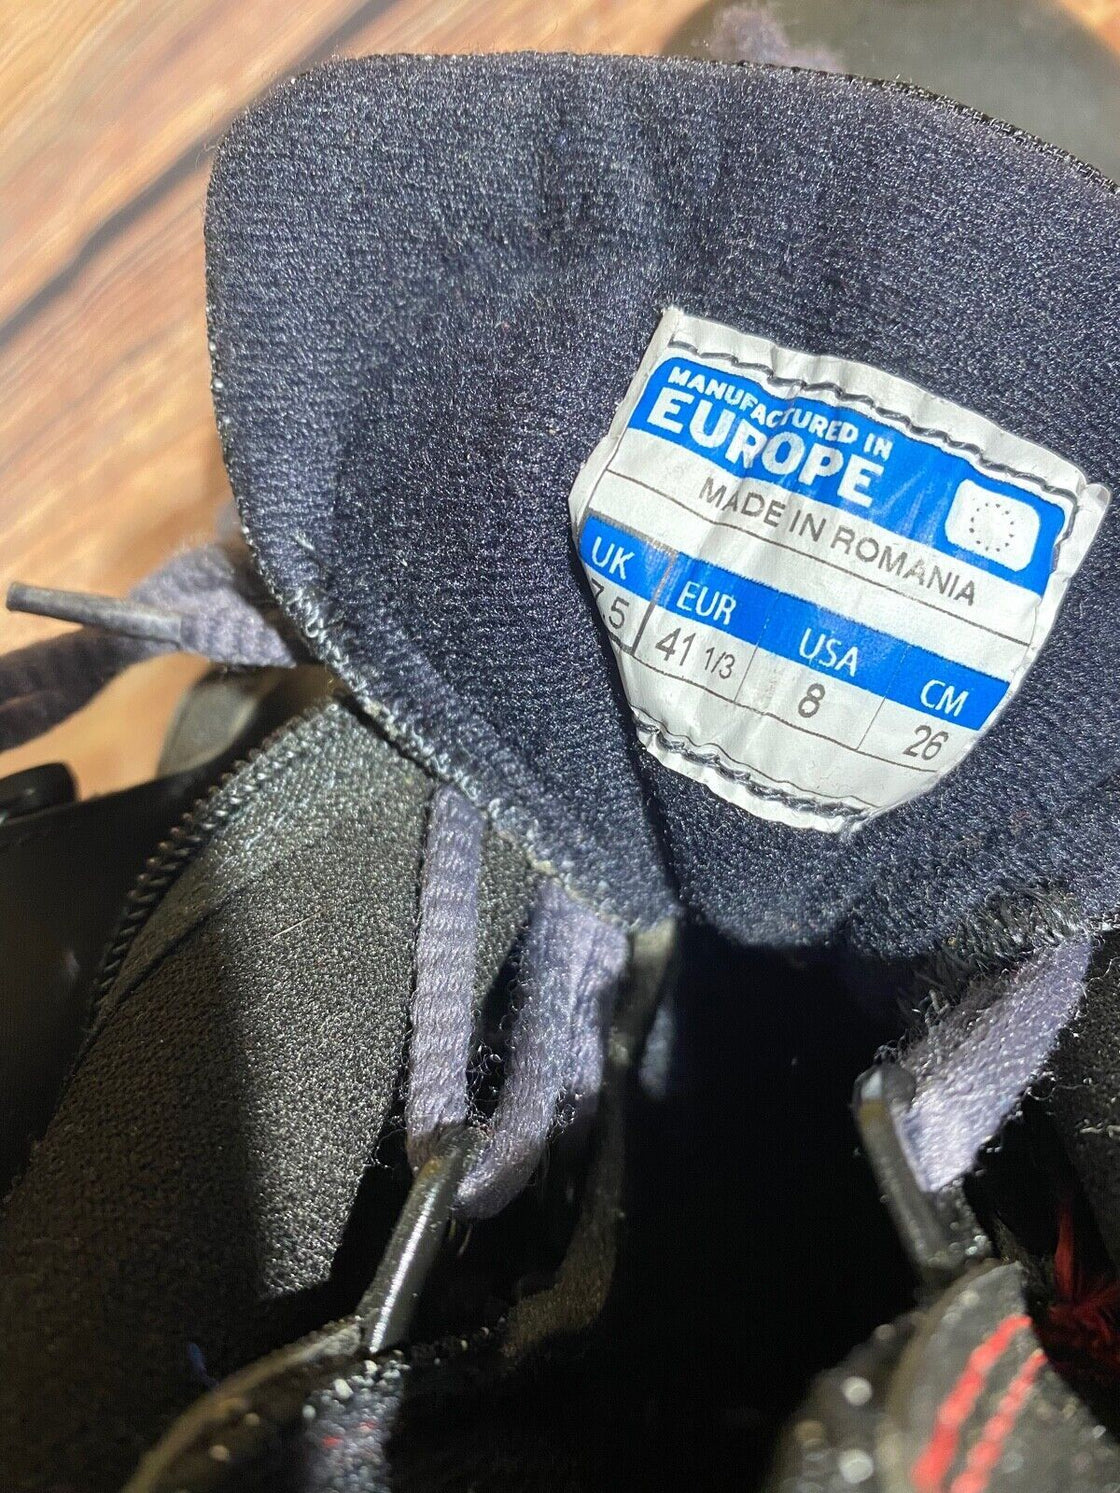 MANUFACTURED IN
EUROPE
MADE IN ROMANIA
UK EUR USA CM
7.5 41 1/3 8 26